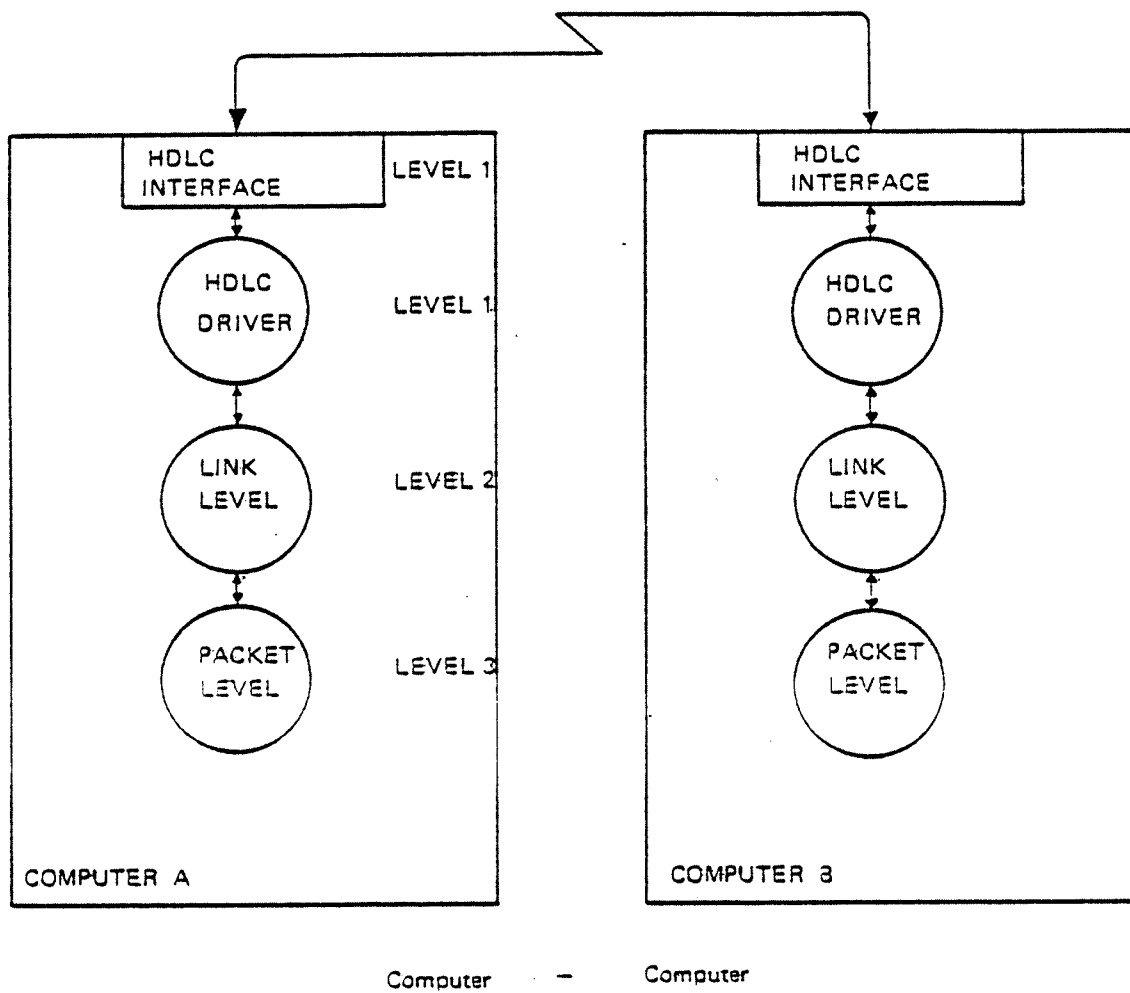 HDLC
INTERFACE
LEVEL 1
HDLC
DRIVER
LEVEL 1
LINK
LEVEL
LEVEL 2
PACKET
LEVEL
LEVEL 3
COMPUTER A
HDLC
INTERFACE
HDLC
DRIVER
LINK
LEVEL
PACKET
LEVEL
COMPUTER B
Computer – Computer